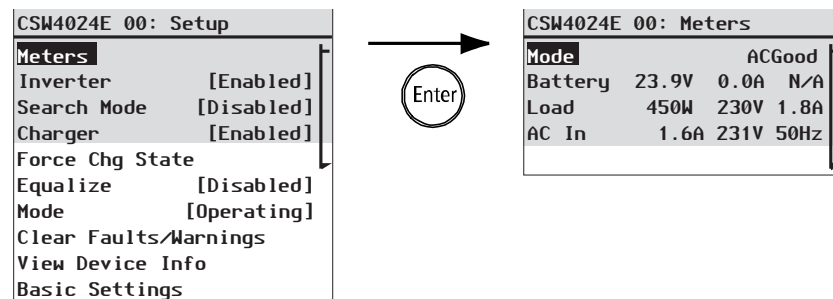 CSW4024E 00: Setup
Meters
Inverter [Enabled]
Search Mode [Disabled]
Charger [Enabled]
Force Chg State
Equalize [Disabled]
Mode [Operating]
Clear Faults/Warnings
View Device Info
Basic Settings
Enter
CSW4024E 00: Meters
Mode ACGood
Battery 23.9V 0.0A N/A
Load 450W 230V 1.8A
AC In 1.6A 231V 50Hz